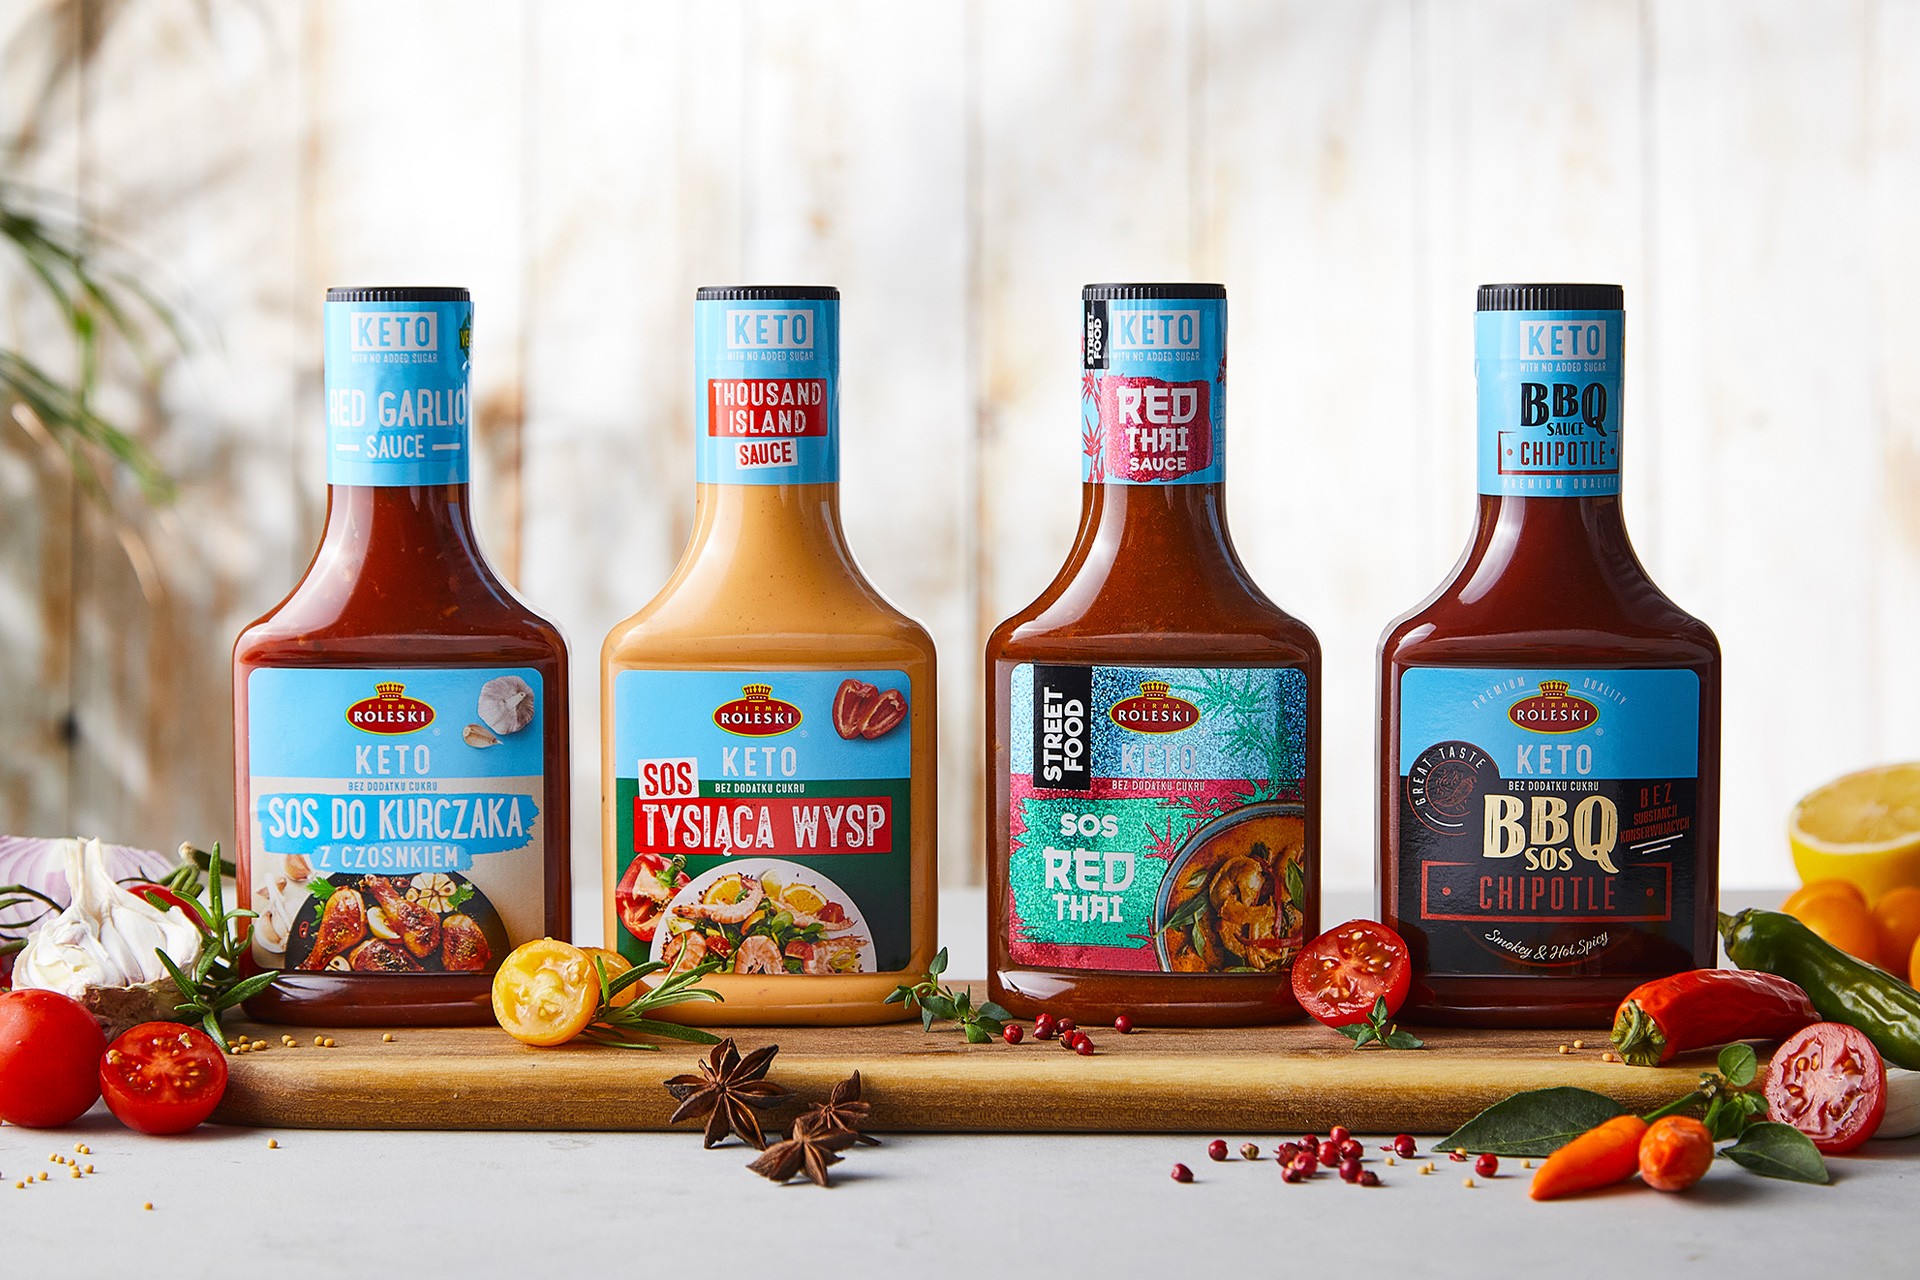 KETO
WITH NO ADDED SUGAR
RED GARLIC
SAUCE
FIRMA
ROLESKI
KETO
BEZ DODATKU CUKRU
SOS DO KURCZAKA
Z CZOSNKIEM
KETO
WITH NO ADDED SUGAR
THOUSAND
ISLAND
SAUCE
FIRMA
ROLESKI
KETO
BEZ DODATKU CUKRU
SOS
TYSIĄCA WYSP
STREET
FOOD
KETO
WITH NO ADDED SUGAR
RED
THAI
SAUCE
STREET
FOOD
FIRMA
ROLESKI
KETO
BEZ DODATKU CUKRU
SOS
RED
THAI
KETO
WITH NO ADDED SUGAR
BBQ
SAUCE
CHIPOTLE
PREMIUM QUALITY
PREMIUM QUALITY
FIRMA
ROLESKI
KETO
BEZ DODATKU CUKRU
GREAT TASTE
BBQ
SOS
BEZ
SUBSTANCJI
KONSERWUJĄCYCH
CHIPOTLE
Smokey & Hot Spicy